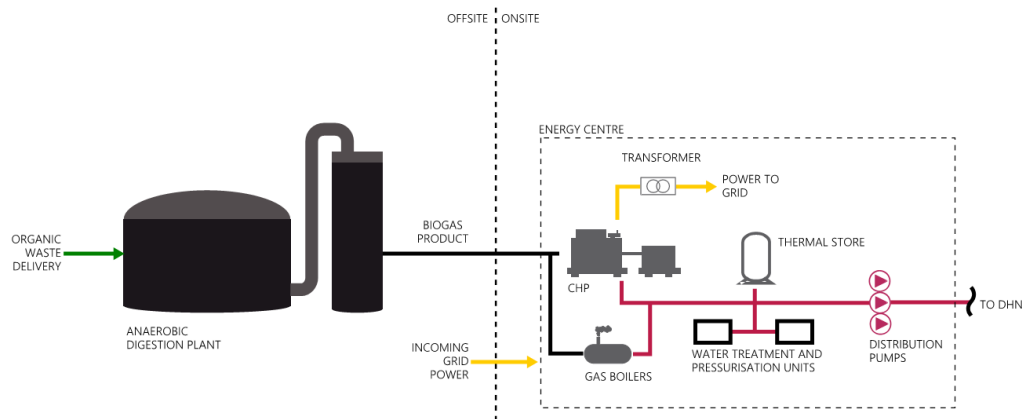 OFFSITE
ONSITE
ENERGY CENTRE
TRANSFORMER
POWER TO
GRID
ORGANIC
WASTE
DELIVERY
BIOGAS
PRODUCT
CHP
THERMAL STORE
TO DHN
ANAEROBIC
DIGESTION PLANT
INCOMING
GRID
POWER
GAS BOILERS
WATER TREATMENT AND
PRESSURISATION UNITS
DISTRIBUTION
PUMPS